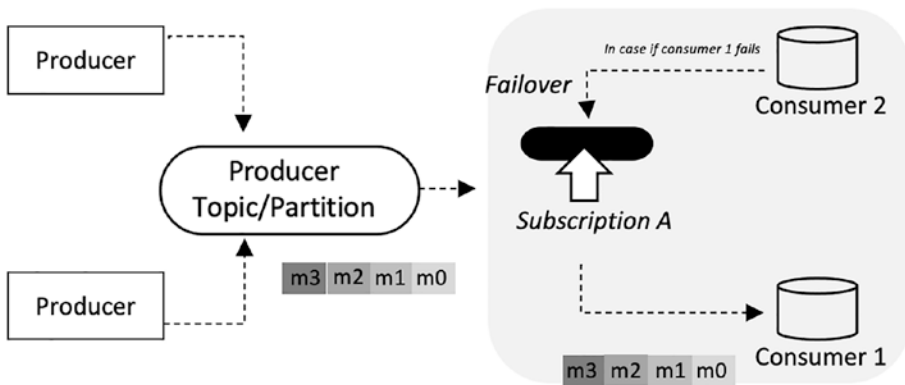 Producer
Producer
Topic/Partition
m3 m2 m1 m0
Producer
In case if consumer 1 fails
Failover
Consumer 2
Subscription A
Consumer 1
m3 m2 m1 m0